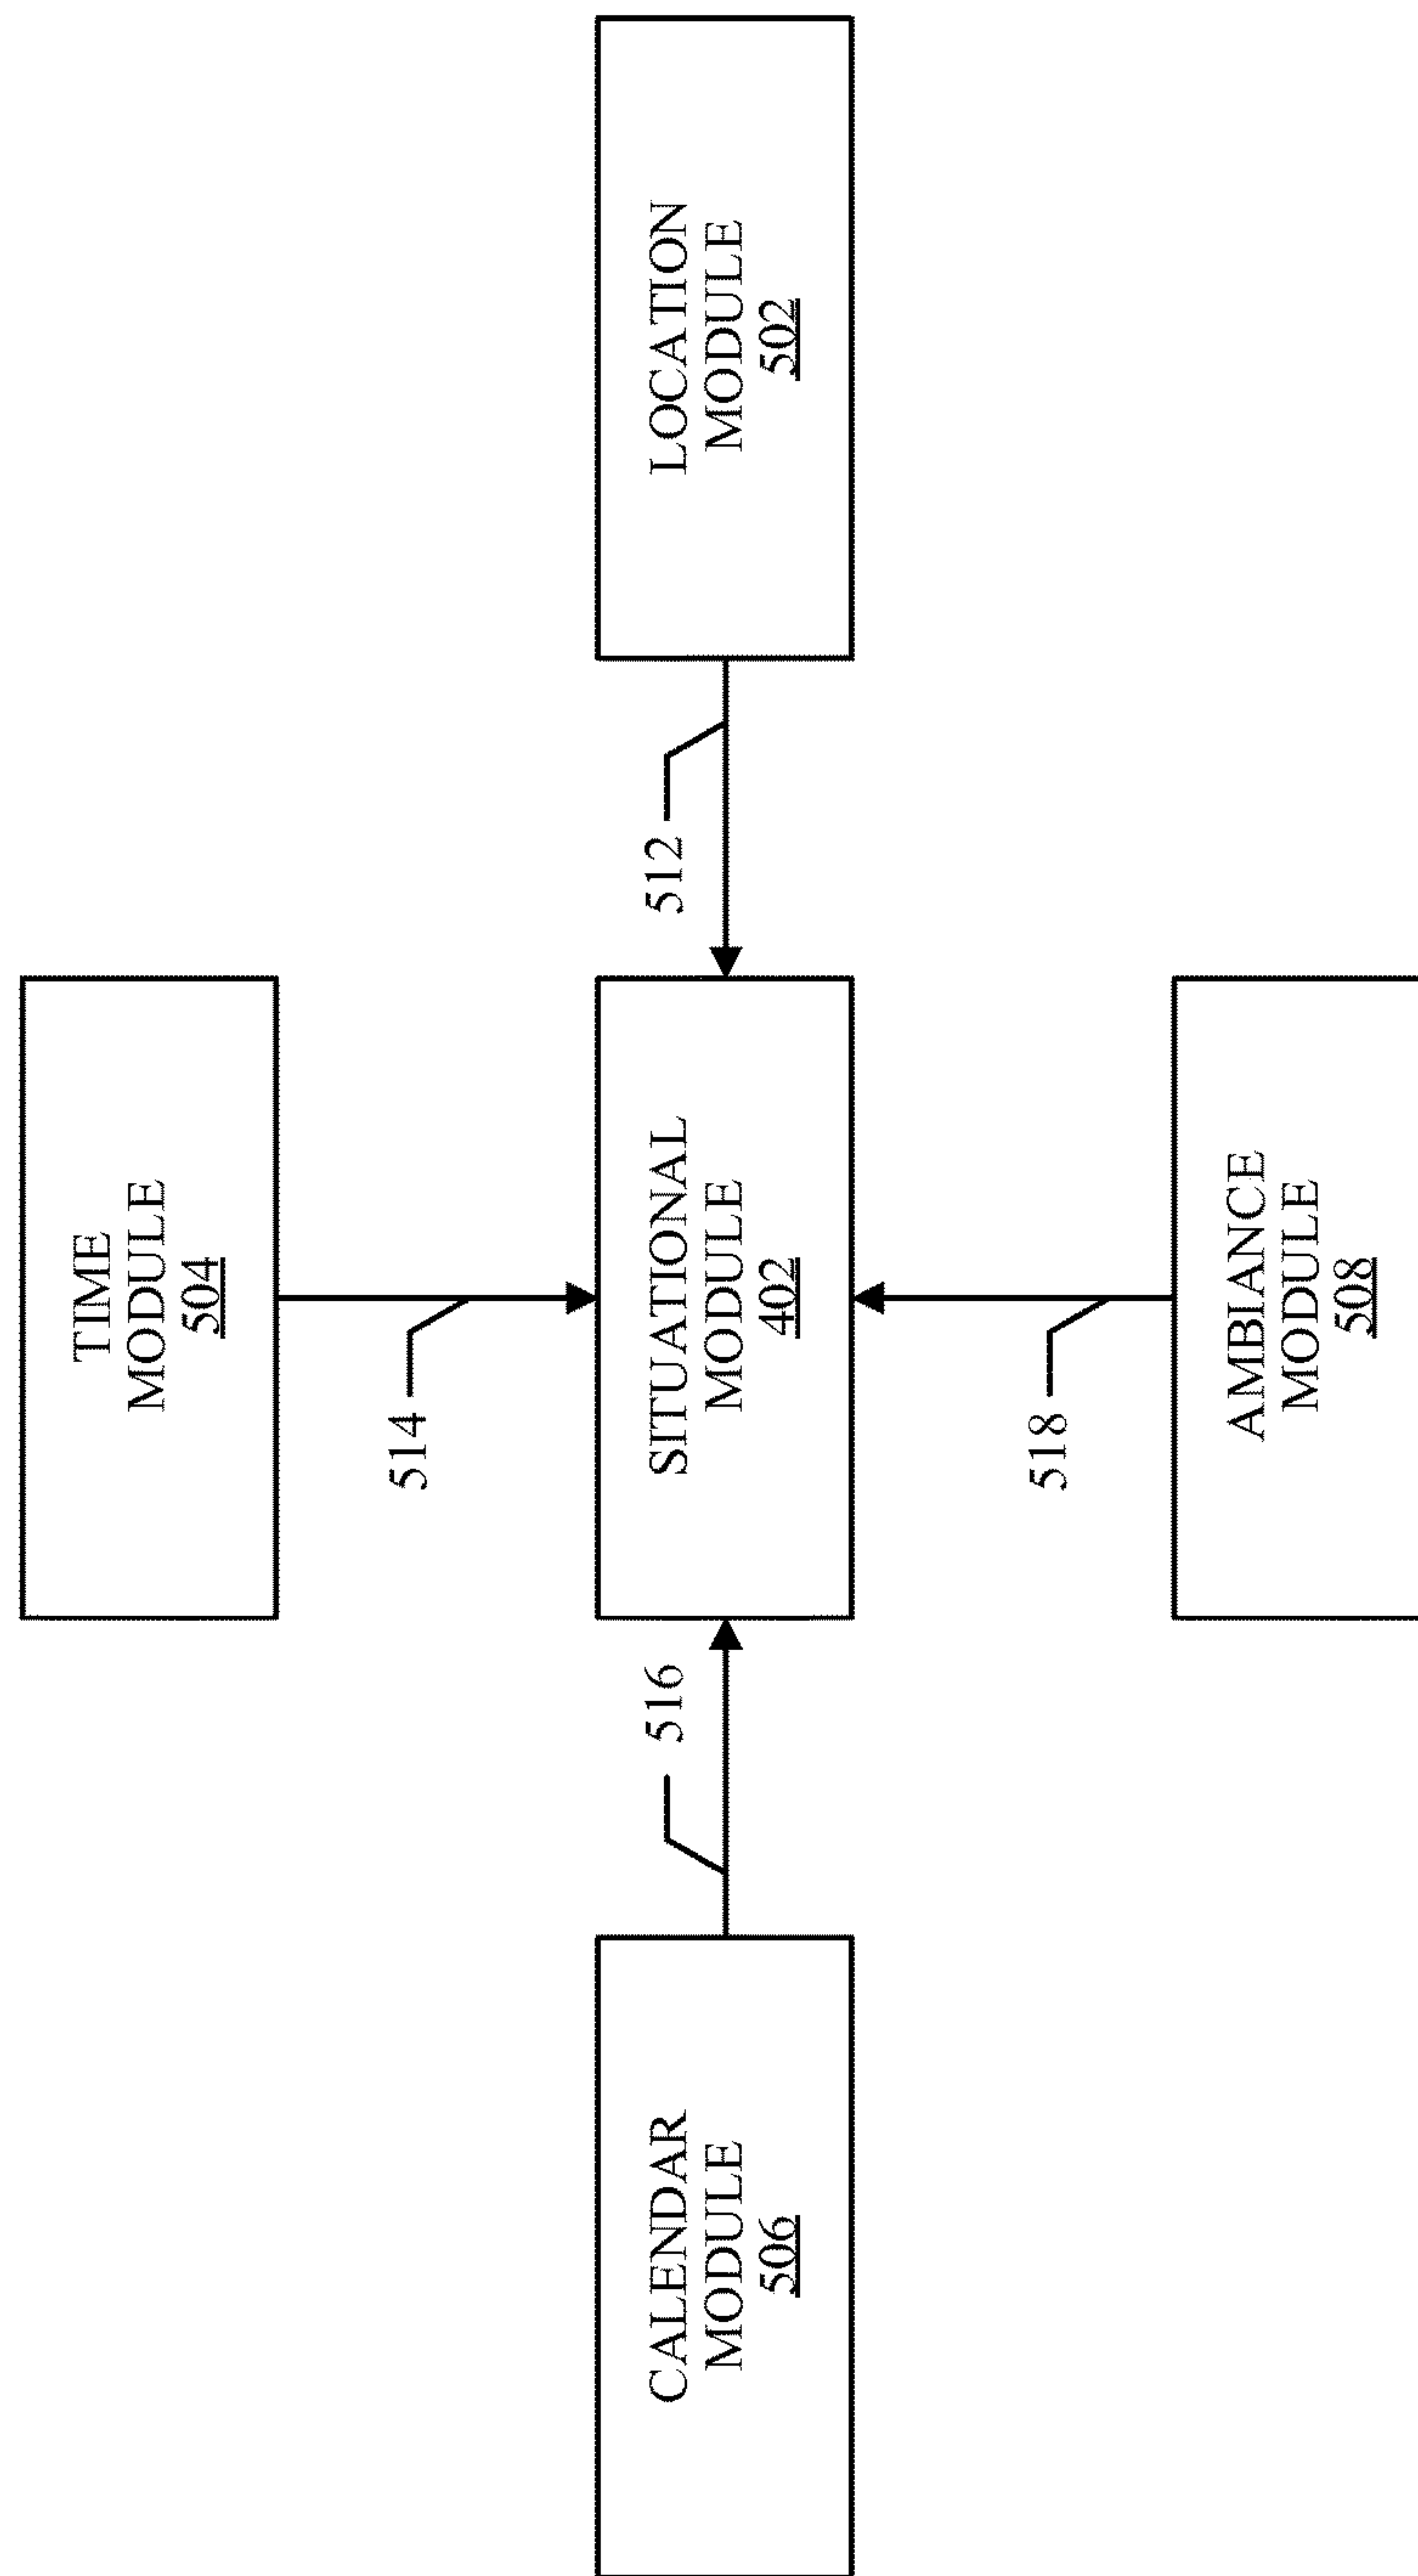 TIME
MODULE
504
514
CALENDAR
MODULE
506
516
SITUATIONAL
MODULE
402
512
LOCATION
MODULE
502
518
AMBIANCE
MODULE
508